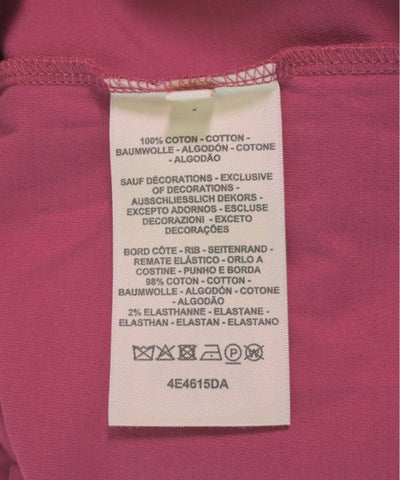 100% COTON - COTTON -
BAUMWOLLE - ALGODÓN - COTONE
- ALGODÃO
SAUF DÉCORATIONS - EXCLUSIVE
OF DECORATIONS -
AUSSCHLIESSLICH DEKORS -
EXCEPTO ADORNOS - ESCLUSE
DECORAZIONI - EXCETO
DECORAÇÕES
BORD CÔTE - RIB - SEITENRAND -
REMATE ELÁSTICO - ORLO A
COSTINE - PUNHO E BORDA
98% COTON - COTTON -
BAUMWOLLE - ALGODÓN - COTONE
- ALGODÃO
2% ELASTHANNE - ELASTANE -
ELASTHAN - ELASTAN - ELASTANO
P
4E4615DA